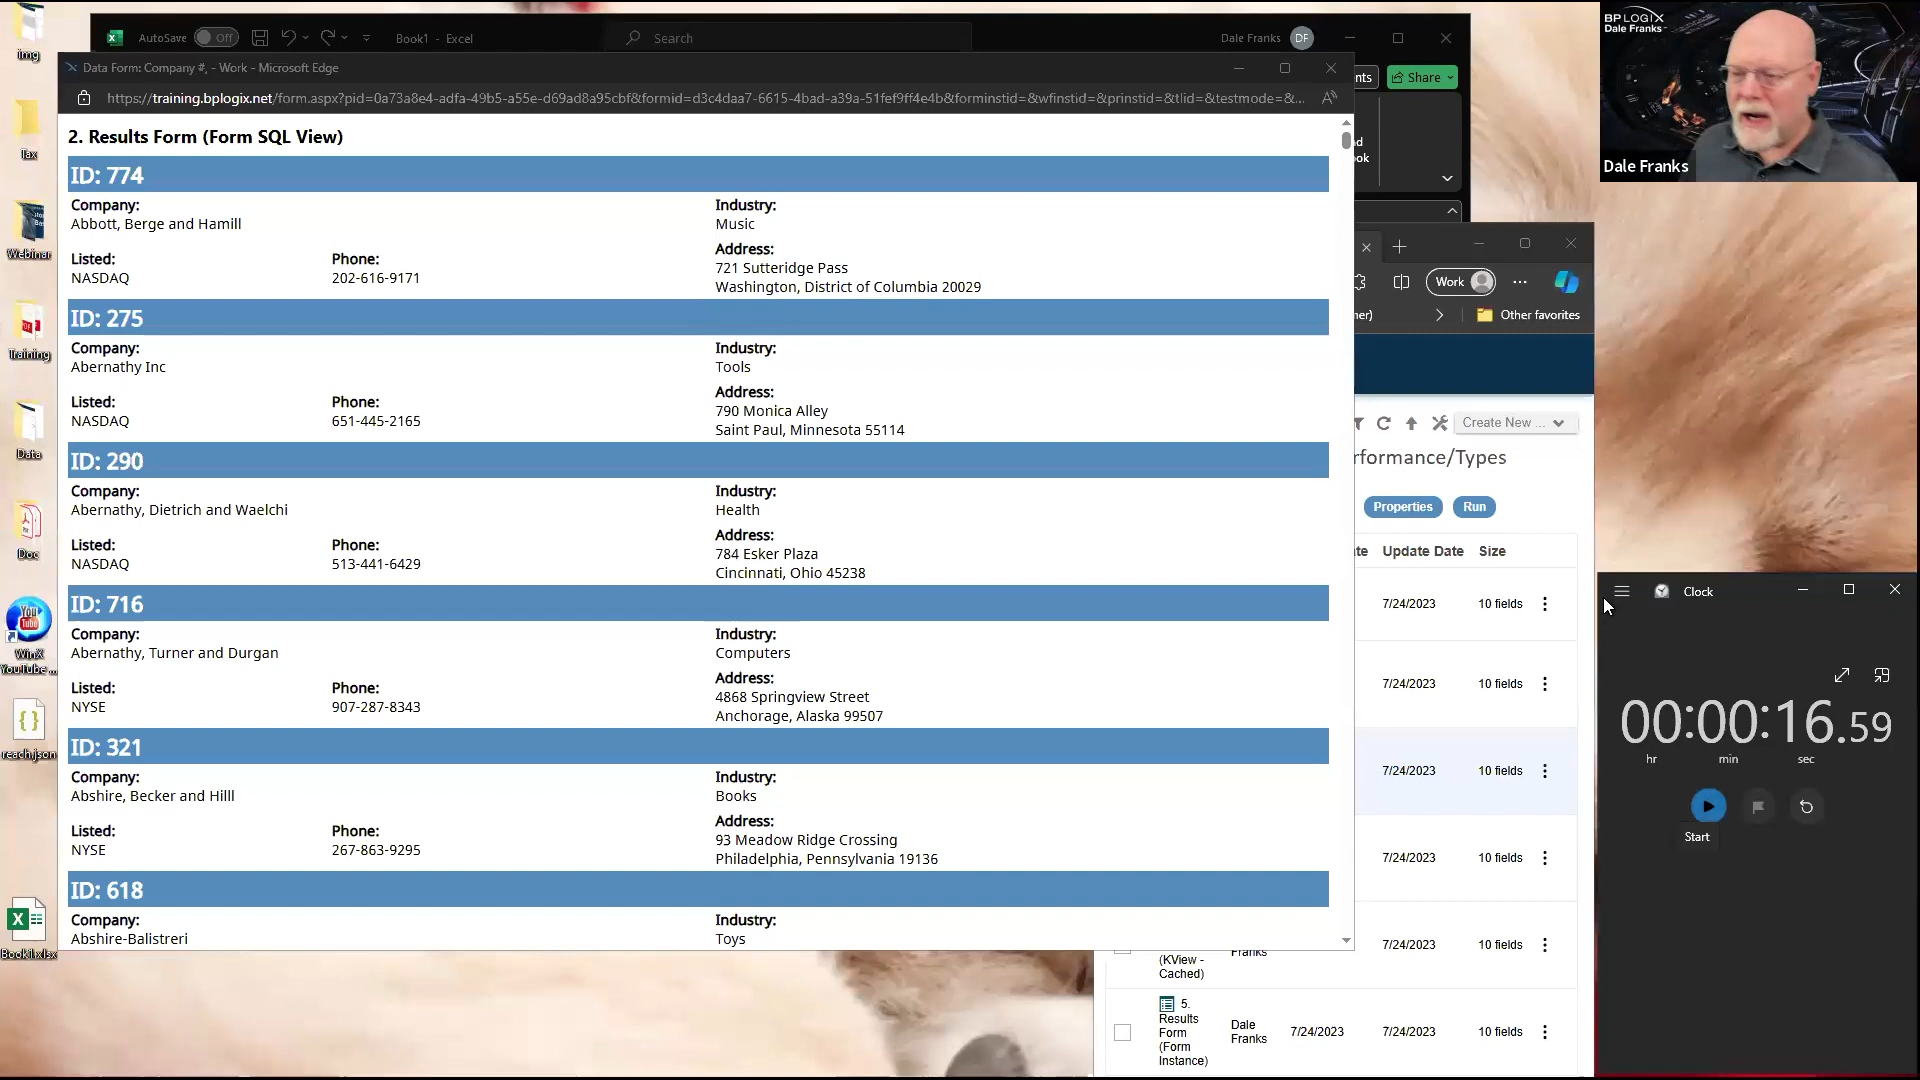 img
Tax
Webinar
Training
Data
Doc
WinX
YouTube...
reach.json
Book1.xlsx
AutoSave Off
Book1 - Excel
Search
Dale Franks DF
Share
Data Form: Company #, - Work - Microsoft Edge
https://training.bplogix.net/form.aspx?pid=0a73a8e4-adfa-49b5-a55e-d69ad8a95cbf&formid=d3c4daa7-6615-4bad-a39a-51fef9ff4e4b&forminstid=&wfinstid=&prinstid=&tlid=&testmode=&...
2. Results Form (Form SQL View)
ID: 774
Company:
Abbott, Berge and Hamill
Industry:
Music
Listed:
NASDAQ
Phone:
202-616-9171
Address:
721 Sutteridge Pass
Washington, District of Columbia 20029
ID: 275
Company:
Abernathy Inc
Industry:
Tools
Listed:
NASDAQ
Phone:
651-445-2165
Address:
790 Monica Alley
Saint Paul, Minnesota 55114
ID: 290
Company:
Abernathy, Dietrich and Waelchi
Industry:
Health
Listed:
NASDAQ
Phone:
513-441-6429
Address:
784 Esker Plaza
Cincinnati, Ohio 45238
ID: 716
Company:
Abernathy, Turner and Durgan
Industry:
Computers
Listed:
NYSE
Phone:
907-287-8343
Address:
4868 Springview Street
Anchorage, Alaska 99507
ID: 321
Company:
Abshire, Becker and Hilll
Industry:
Books
Listed:
NYSE
Phone:
267-863-9295
Address:
93 Meadow Ridge Crossing
Philadelphia, Pennsylvania 19136
ID: 618
Company:
Abshire-Balistreri
Industry:
Toys
Work
Other favorites
Create New ...
rformance/Types
Properties Run
Update Date Size
7/24/2023 10 fields
7/24/2023 10 fields
7/24/2023 10 fields
7/24/2023 10 fields
7/24/2023 10 fields
(KView -
Cached)
Franks
5.
Results
Form
(Form
Instance)
Dale
Franks
7/24/2023
7/24/2023
10 fields
BP LOGIX
Dale Franks
Dale Franks
Clock
00:00:16.59
hr min sec
Start